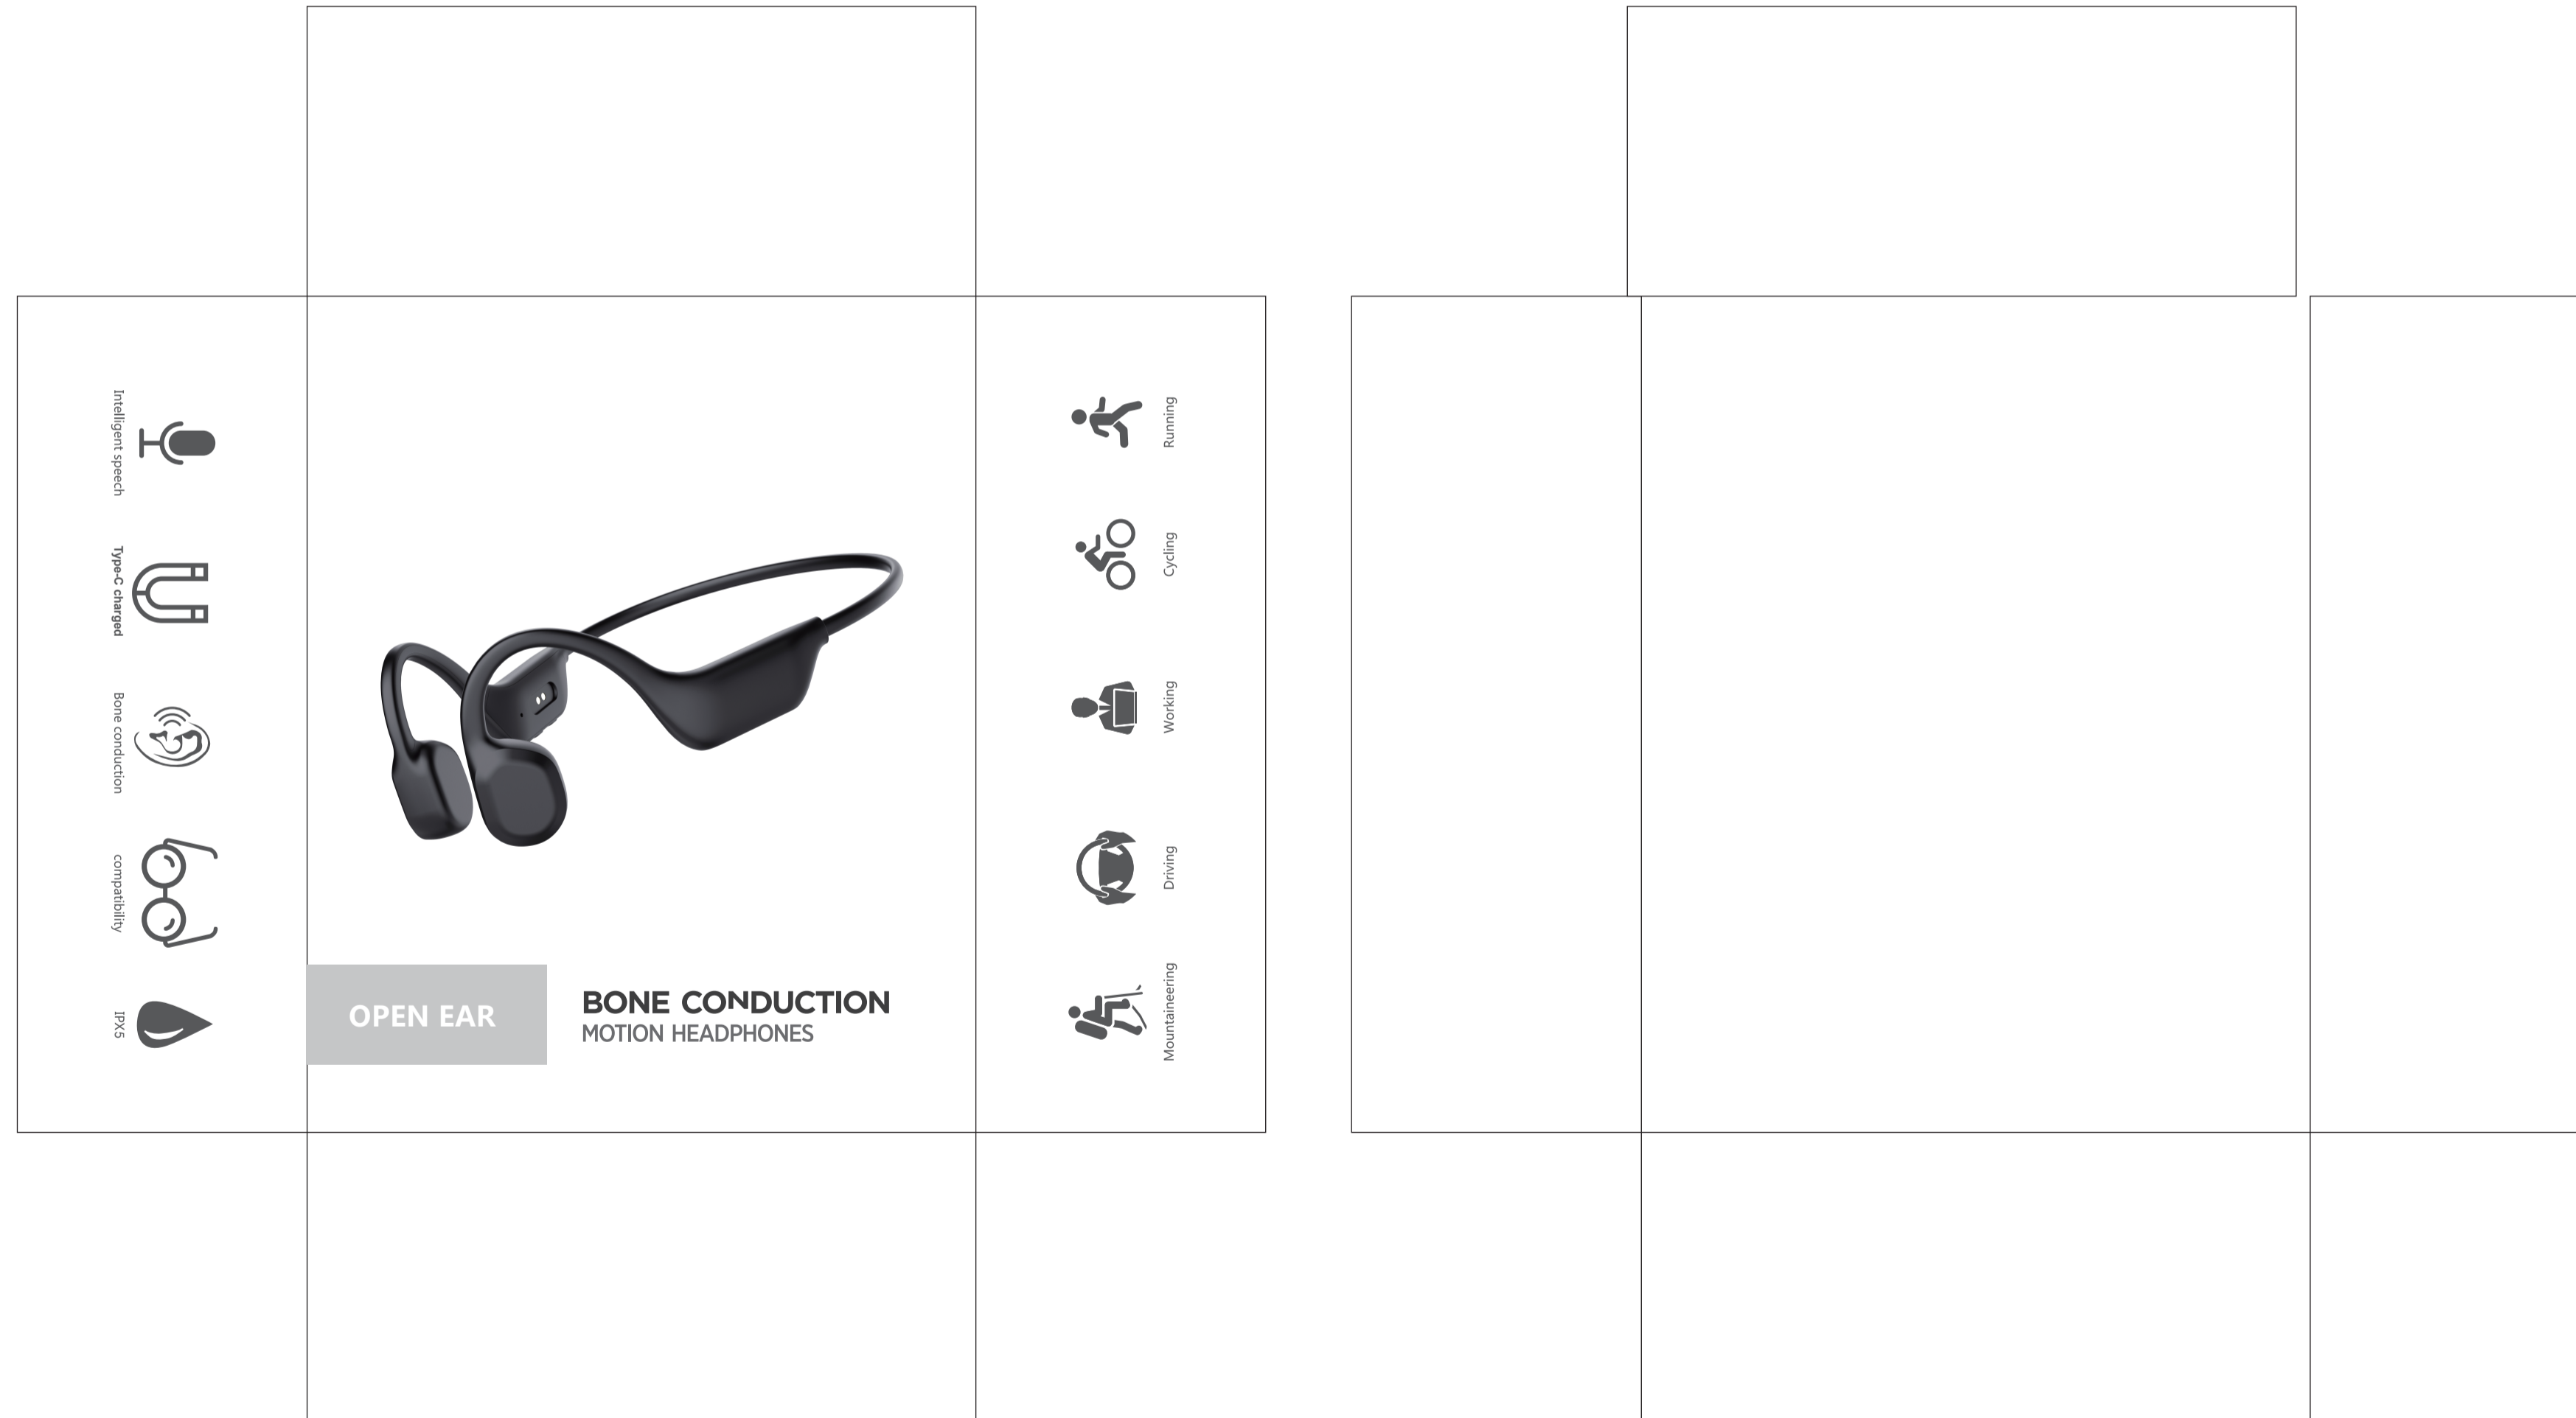 Intelligent speech
Type-C charged
Bone conduction
compatibility
IPX5
OPEN EAR
BONE CONDUCTION
MOTION HEADPHONES
Running
Cycling
Working
Driving
Mountaineering